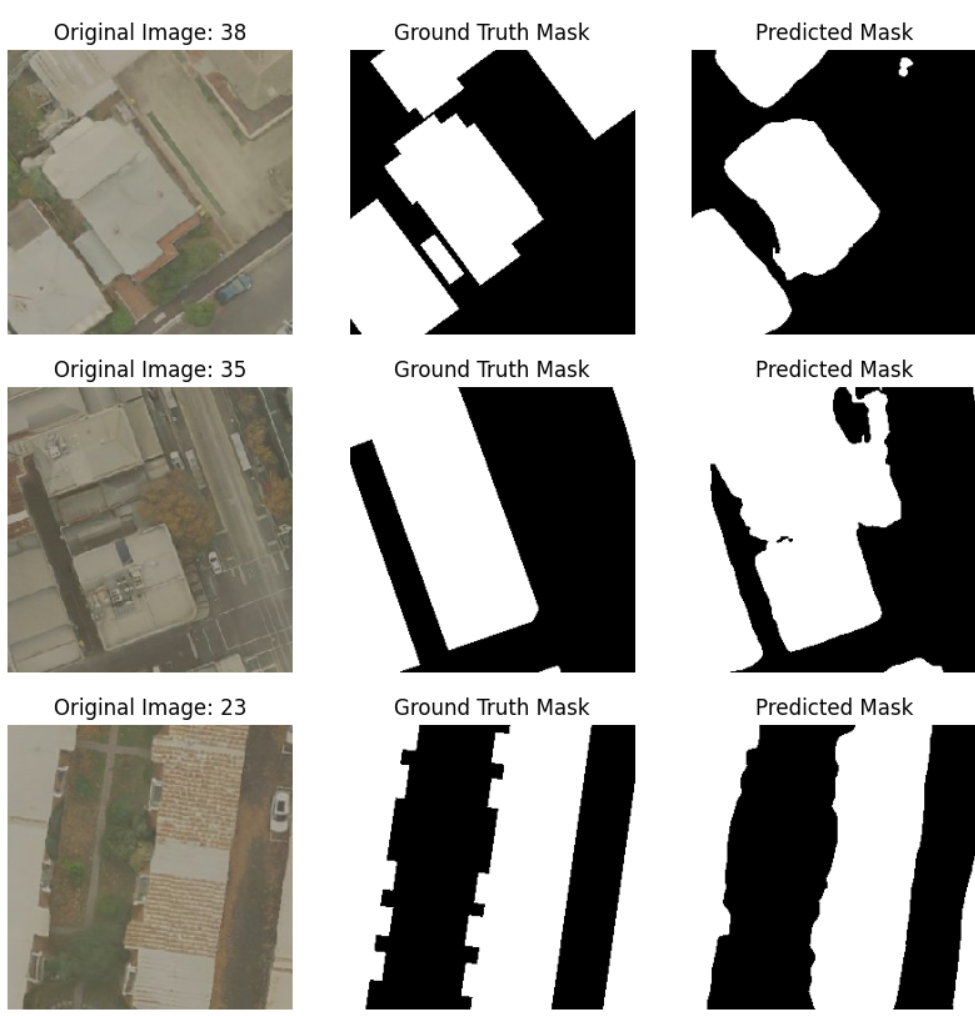 Original Image: 38 Ground Truth Mask Predicted Mask
Original Image: 35 Ground Truth Mask Predicted Mask
Original Image: 23 Ground Truth Mask Predicted Mask